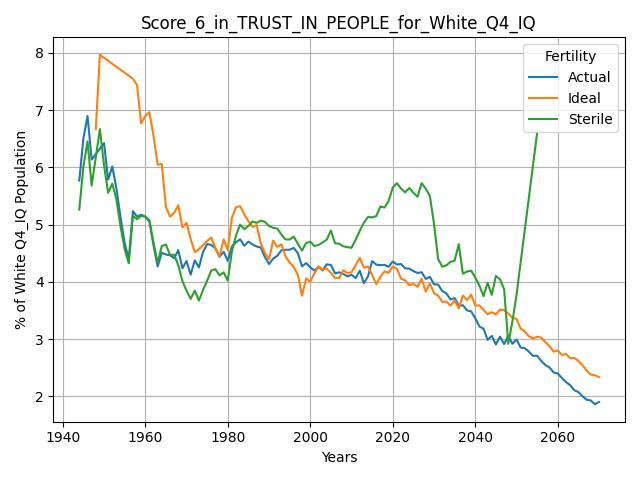 Score_6_in_TRUST_IN_PEOPLE_for_White_Q4_IQ
% of White Q4_IQ Population
8
7
6
5
4
3
2
Fertility
Actual
Ideal
Sterile
1940
1960
1980
2000
2020
2040
2060
Years